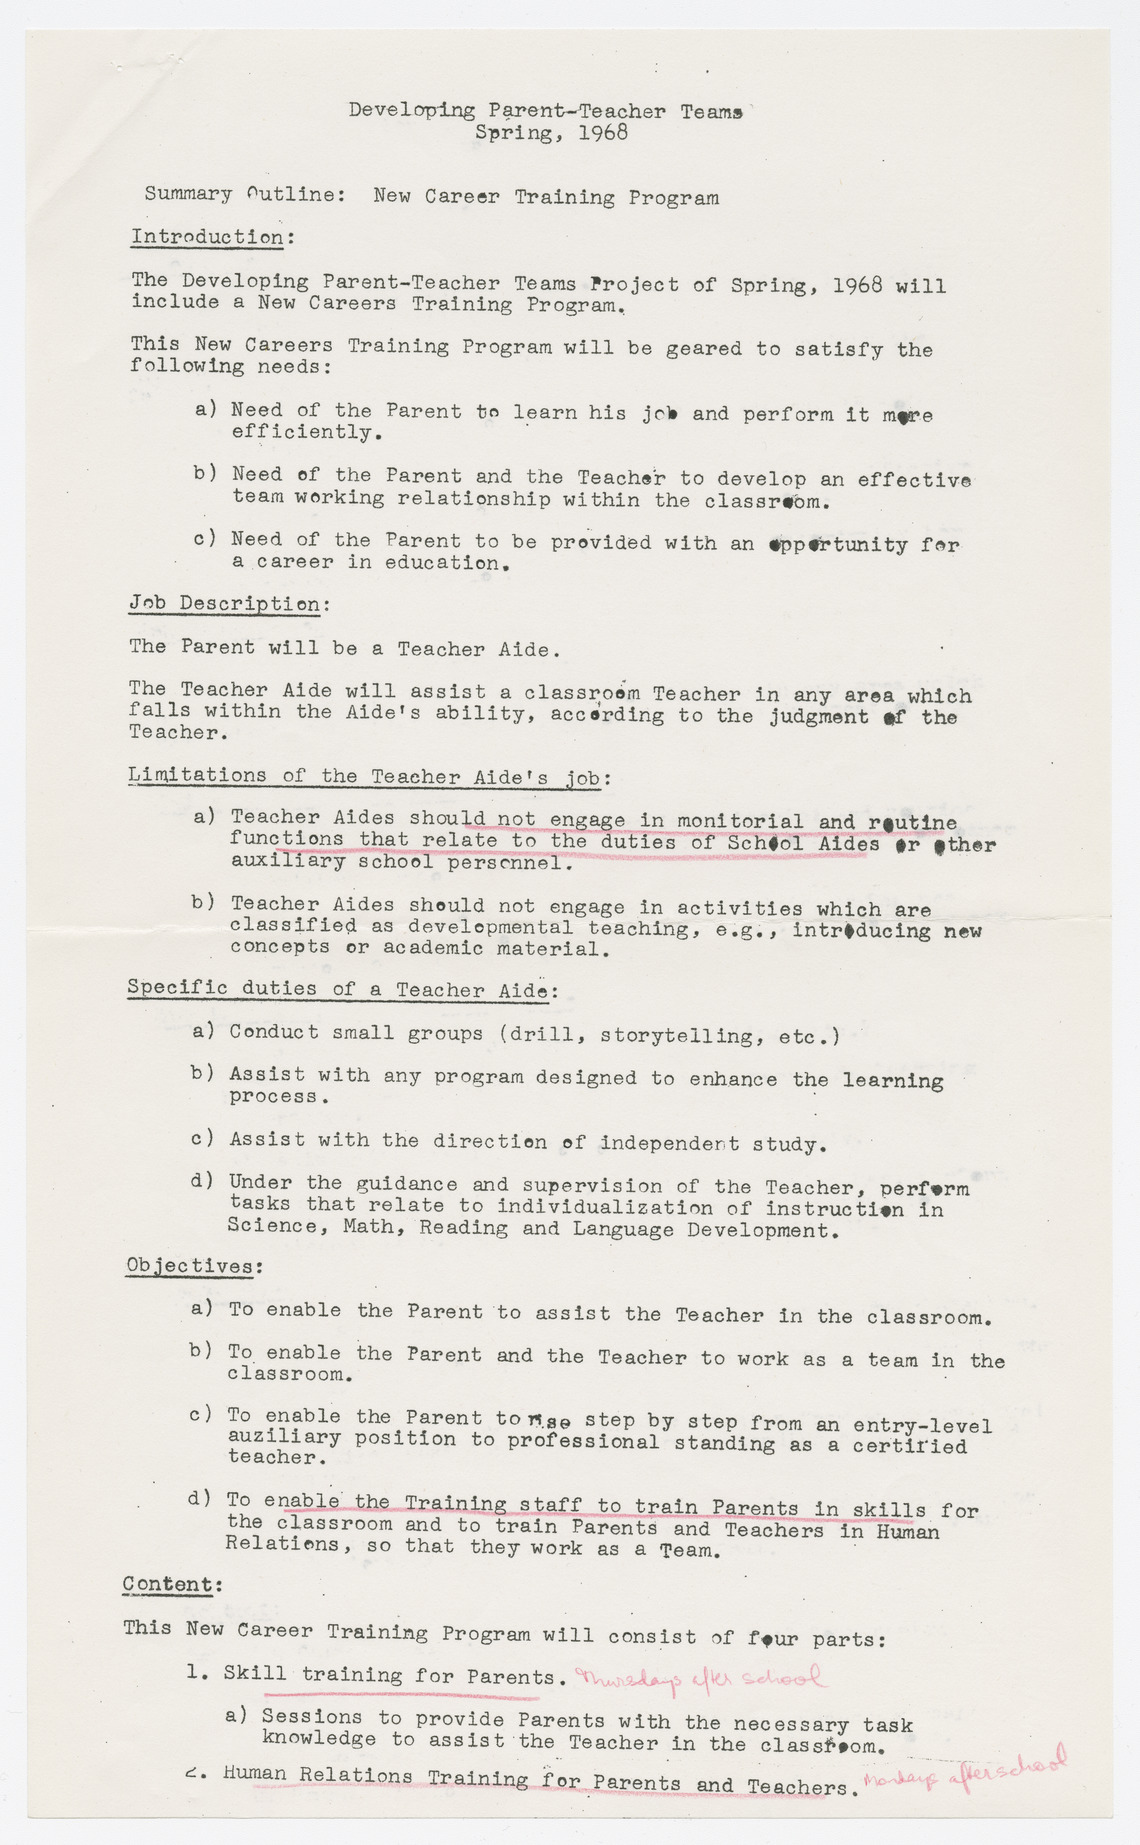 Developing Parent-Teacher Teams
Spring, 1968
Summary Outline: New Career Training Program
Introduction:
The Developing Parent-Teacher Teams Project of Spring, 1968 will
include a New Careers Training Program.
This New Careers Training Program will be geared to satisfy the
following needs:
a) Need of the Parent to learn his job and perform it more
efficiently.
b) Need of the Parent and the Teacher to develop an effective
team working relationship within the classroom.
c) Need of the Parent to be provided with an opportunity for
a career in education.
Job Description:
The Parent will be a Teacher Aide.
The Teacher Aide will assist a classroom Teacher in any area which
falls within the Aide's ability, according to the judgment of the
Teacher.
Limitations of the Teacher Aide's job:
a) Teacher Aides should not engage in monitorial and routine
functions that relate to the duties of School Aides or other
auxiliary school personnel.
b) Teacher Aides should not engage in activities which are
classified as developmental teaching, e.g., introducing new
concepts or academic material.
Specific duties of a Teacher Aide:
a) Conduct small groups (drill, storytelling, etc.)
b) Assist with any program designed to enhance the learning
process.
c) Assist with the direction of independent study.
d) Under the guidance and supervision of the Teacher, perform
tasks that relate to individualization of instruction in
Science, Math, Reading and Language Development.
Objectives:
a) To enable the Parent to assist the Teacher in the classroom.
b) To enable the Parent and the Teacher to work as a team in the
classroom.
c) To enable the Parent to rise step by step from an entry-level
auziliary position to professional standing as a certified
teacher.
d) To enable the Training staff to train Parents in skills for
the classroom and to train Parents and Teachers in Human
Relations, so that they work as a Team.
Content:
This New Career Training Program will consist of four parts:
1. Skill training for Parents. Thursdays after school
a) Sessions to provide Parents with the necessary task
knowledge to assist the Teacher in the classroom.
2. Human Relations Training for Parents and Teachers. Mondays after school